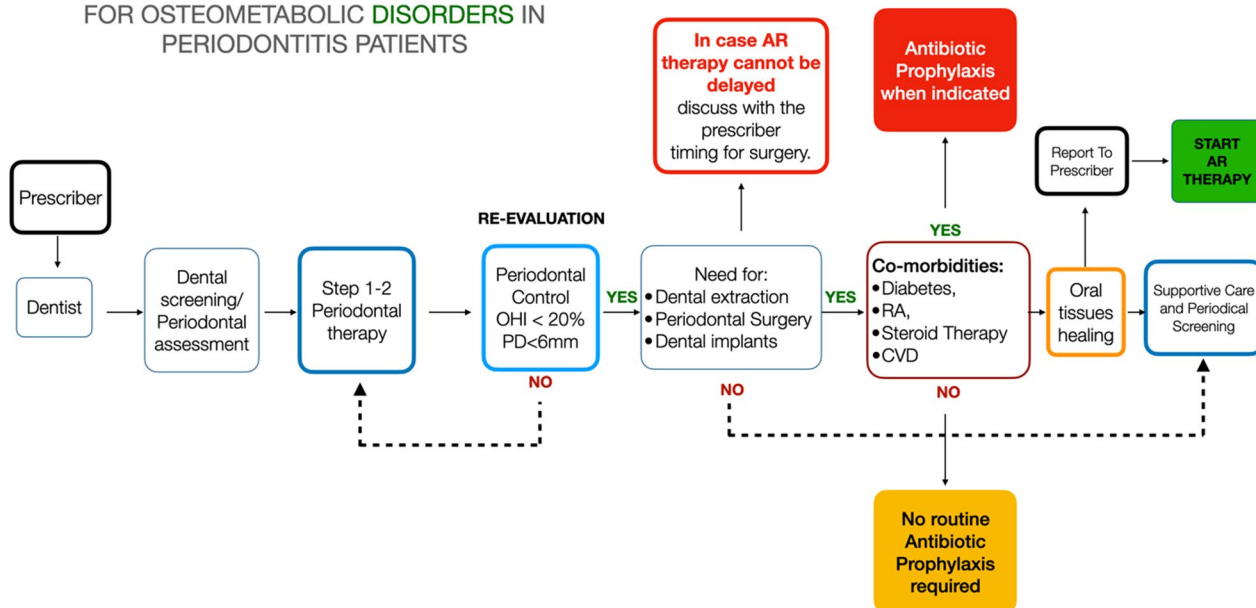 FOR OSTEOMETABOLIC DISORDERS IN
PERIODONTITIS PATIENTS
Prescriber
Dentist
Dental
screening/
Periodontal
assessment
Step 1-2
Periodontal
therapy
RE-EVALUATION
Periodontal
Control
OHI < 20%
PD<6mm
NO
YES
In case AR
therapy cannot be
delayed
discuss with the
prescriber
timing for surgery.
Need for:
•Dental extraction
•Periodontal Surgery
•Dental implants
NO
YES
Antibiotic
Prophylaxis
when indicated
YES
Co-morbidities:
•Diabetes,
•RA,
•Steroid Therapy
•CVD
NO
No routine
Antibiotic
Prophylaxis
required
Oral
tissues
healing
Report To
Prescriber
START
AR
THERAPY
Supportive Care
and Periodical
Screening